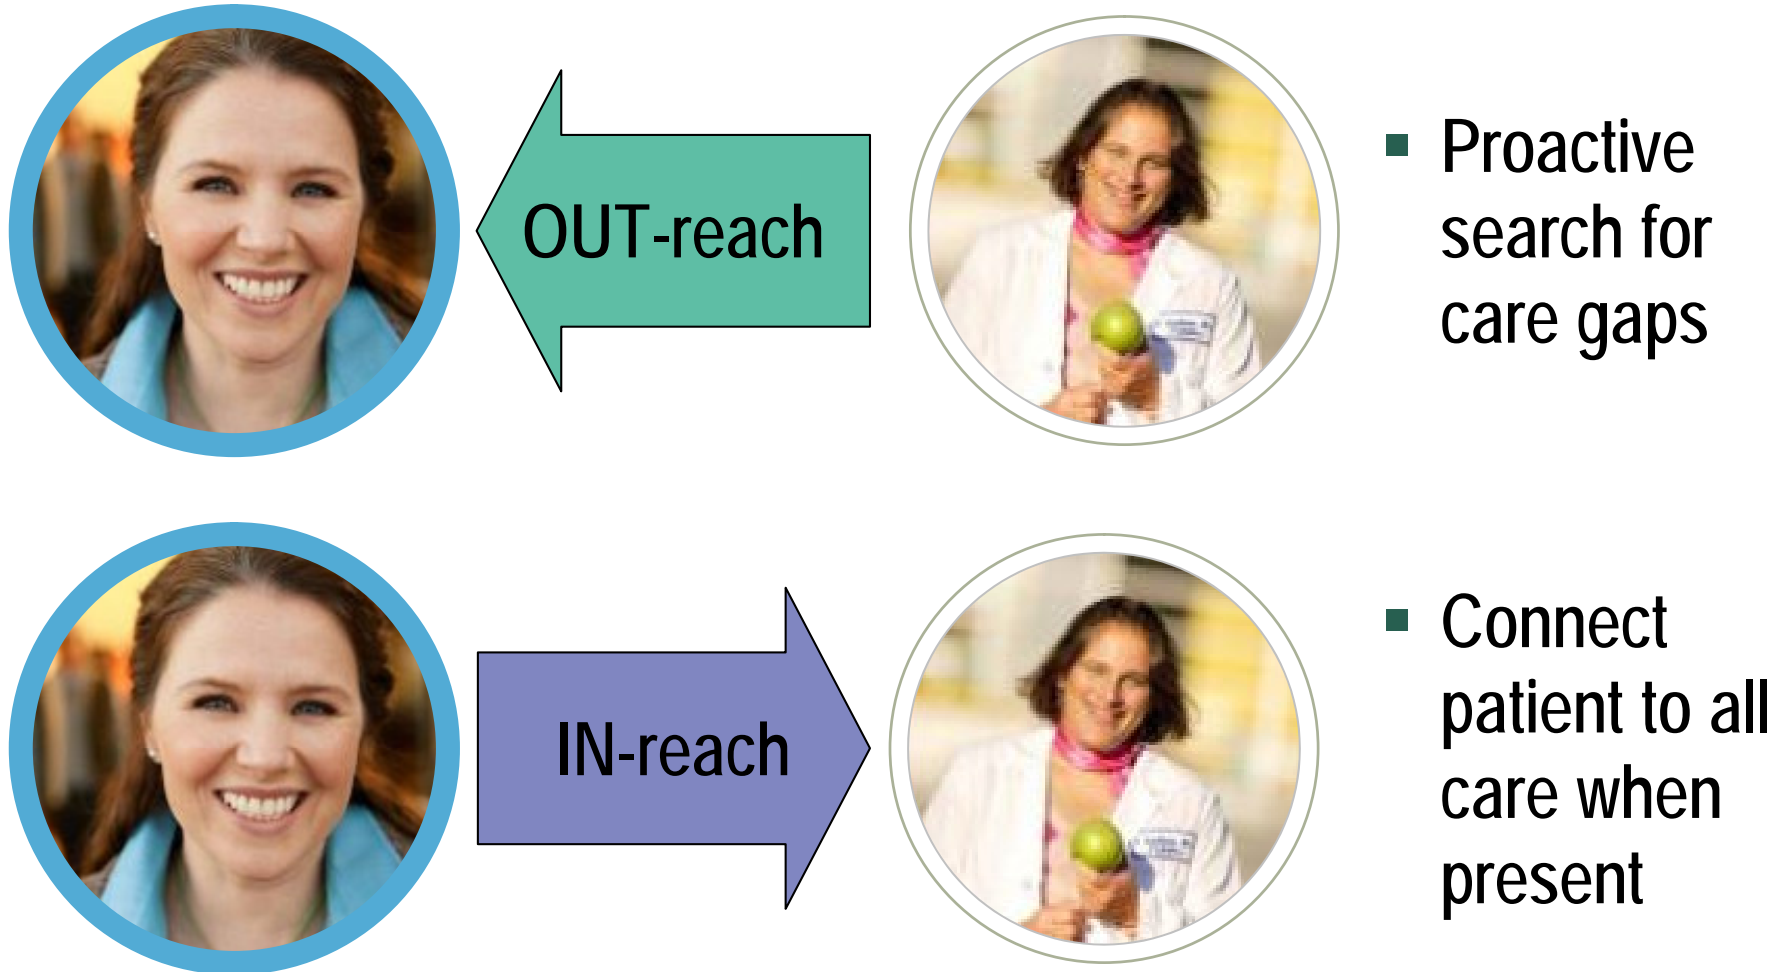 OUT-reach
Proactive
search for
care gaps
IN-reach
Connect
patient to all
care when
present